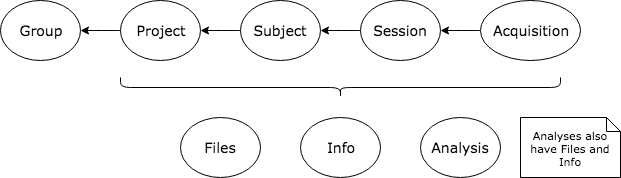 Group
Project
Subject
Session
Acquisition
Files
Info
Analysis
Analyses also
have Files and
Info